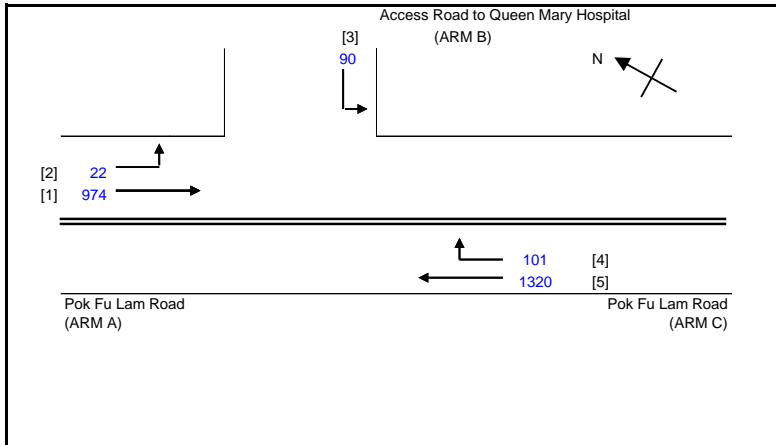 Access Road to Queen Mary Hospital
[3] (ARM B)
90 N
[2] 22
[1] 974
101 [4]
1320 [5]
Pok Fu Lam Road Pok Fu Lam Road
(ARM A) (ARM C)